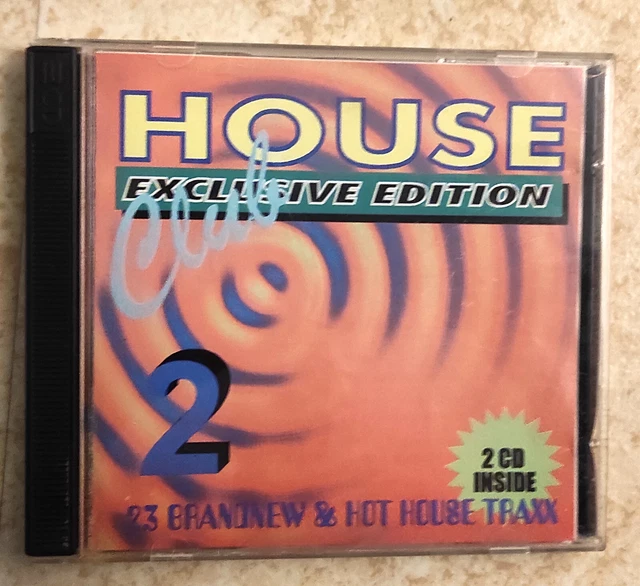 HOUSE
EXCLUSIVE EDITION
Club
2
2 CD
INSIDE
23 BRANDNEW & HOT HOUSE TRAXX